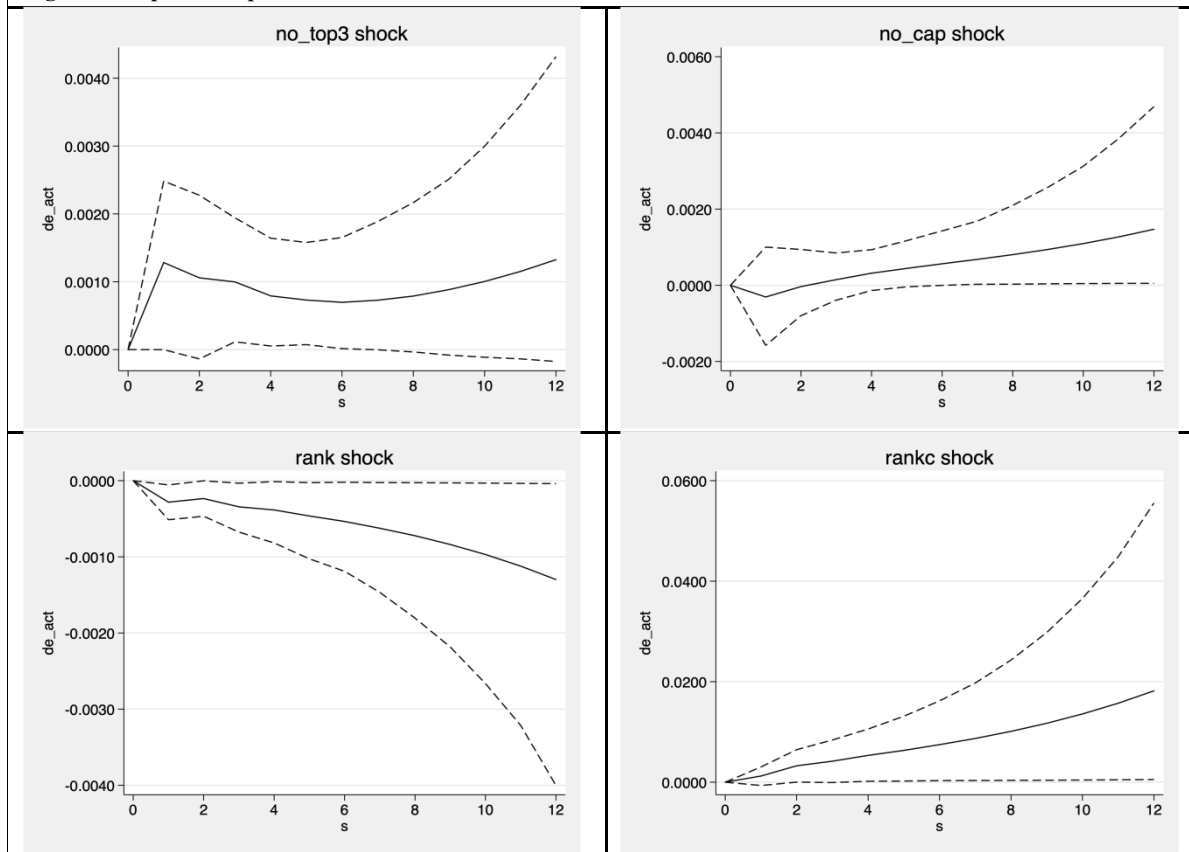 no_top3 shock
0.0040
0.0030
0.0020
0.0010
0.0000
de_act
0 2 4 6 8 10 12
s
no_cap shock
0.0060
0.0040
0.0020
0.0000
-0.0020
de_act
0 2 4 6 8 10 12
s
rank shock
0.0000
-0.0010
-0.0020
-0.0030
-0.0040
de_act
0 2 4 6 8 10 12
s
rankc shock
0.0600
0.0400
0.0200
0.0000
de_act
0 2 4 6 8 10 12
s